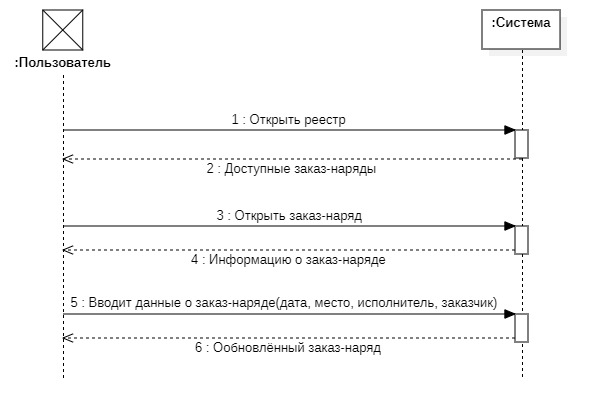 :Система
:Пользователь
1 : Открыть реестр
2 : Доступные заказ-наряды
3 : Открыть заказ-наряд
4 : Информацию о заказ-наряде
5 : Вводит данные о заказ-наряде(дата, место, исполнитель, заказчик)
6 : Ообновлённый заказ-наряд